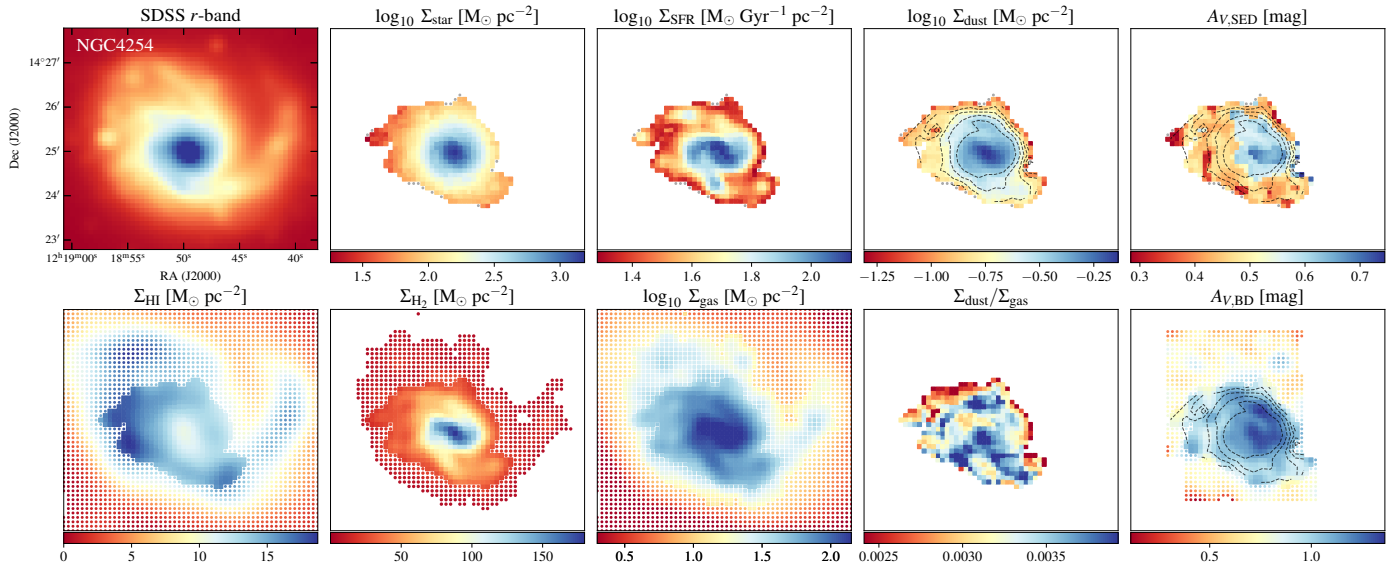 SDSS r-band
log₁₀ Σstar [M⊙ pc⁻²]
log₁₀ ΣSFR [M⊙ Gyr⁻¹ pc⁻²]
log₁₀ Σdust [M⊙ pc⁻²]
A_V,SED [mag]
NGC4254
14°27′
26′
25′
24′
23′
Dec (J2000)
12ʰ19ᵐ00ˢ 18ᵐ55ˢ 50ˢ 45ˢ 40ˢ
RA (J2000)
1.5 2.0 2.5 3.0
1.4 1.6 1.8 2.0
−1.25 −1.00 −0.75 −0.50 −0.25
0.3 0.4 0.5 0.6 0.7
ΣHI [M⊙ pc⁻²]
ΣH₂ [M⊙ pc⁻²]
log₁₀ Σgas [M⊙ pc⁻²]
Σdust/Σgas
A_V,BD [mag]
0 5 10 15
50 100 150
0.5 1.0 1.5 2.0
0.0025 0.0030 0.0035
0.5 1.0